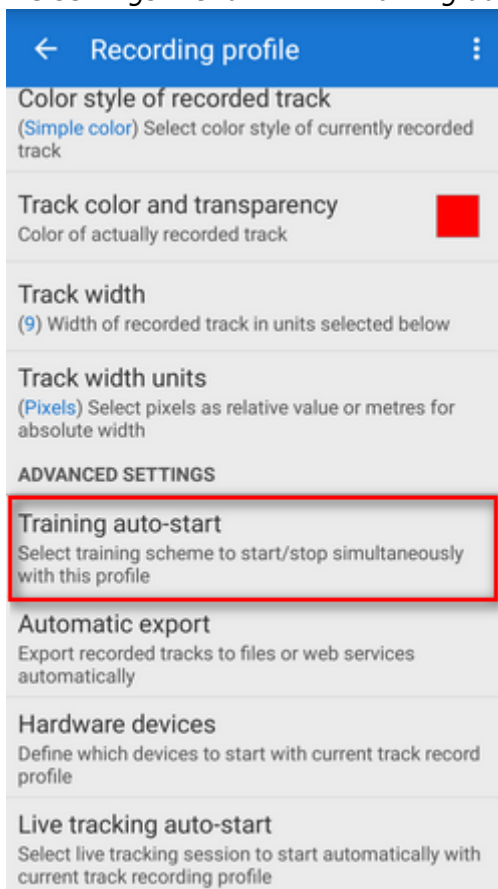 Recording profile
Color style of recorded track
(Simple color) Select color style of currently recorded
track
Track color and transparency
Color of actually recorded track
Track width
(9) Width of recorded track in units selected below
Track width units
(Pixels) Select pixels as relative value or metres for
absolute width
ADVANCED SETTINGS
Training auto-start
Select training scheme to start/stop simultaneously
with this profile
Automatic export
Export recorded tracks to files or web services
automatically
Hardware devices
Define which devices to start with current track record
profile
Live tracking auto-start
Select live tracking session to start automatically with
current track recording profile